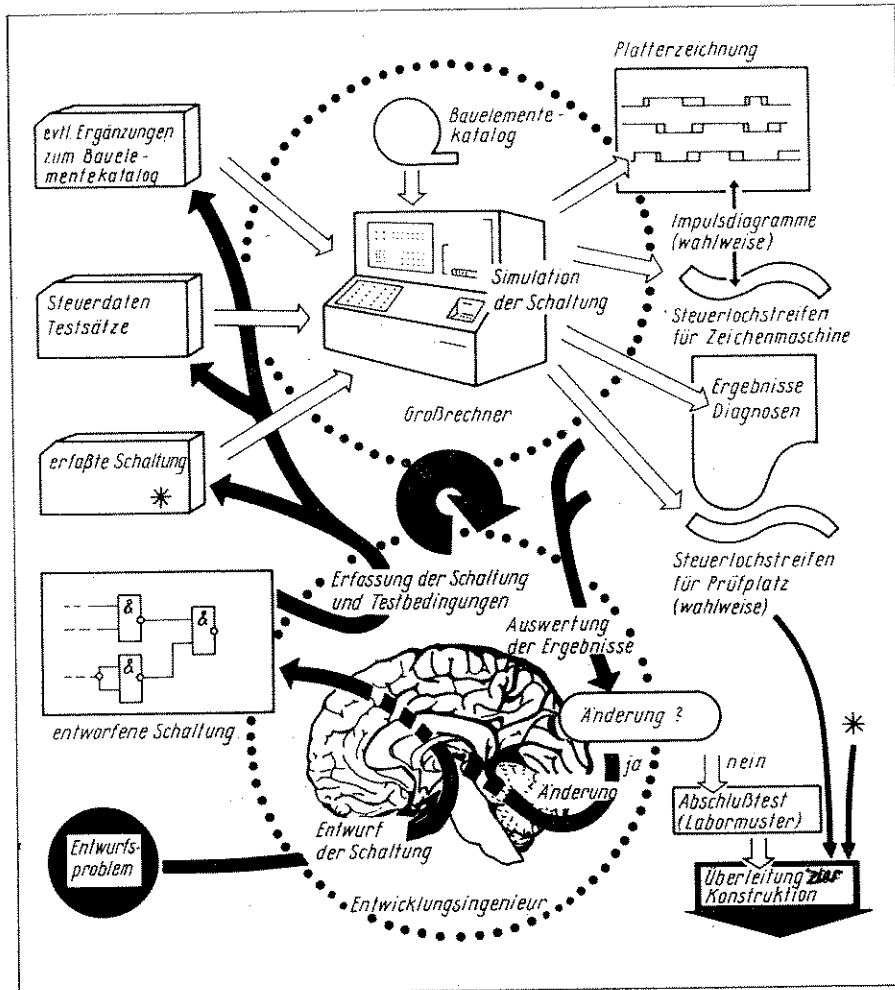 Platterzeichnung
evtl. Ergänzungen
zum Bauele-
mentekatalog
Bauelemente-
katalog
Impulsdiagramme
(wahlweise)
Steuerdaten
Testsätze
Simulation
der Schaltung
Steuerlochstreifen
für Zeichenmaschine
Ergebnisse
Diagnosen
Großrechner
erfaßte Schaltung
*
Steuerlochstreifen
für Prüfplatz
(wahlweise)
Erfassung der Schaltung
und Testbedingungen
&
&
&
Auswertung
der Ergebnisse
entworfene Schaltung
Änderung ?
*
ja
nein
Änderung
Abschlußtest
(Labormuster)
Entwurf
der Schaltung
Entwurfs-
problem
Überleitung zur
Konstruktion
Entwicklungsingenieur